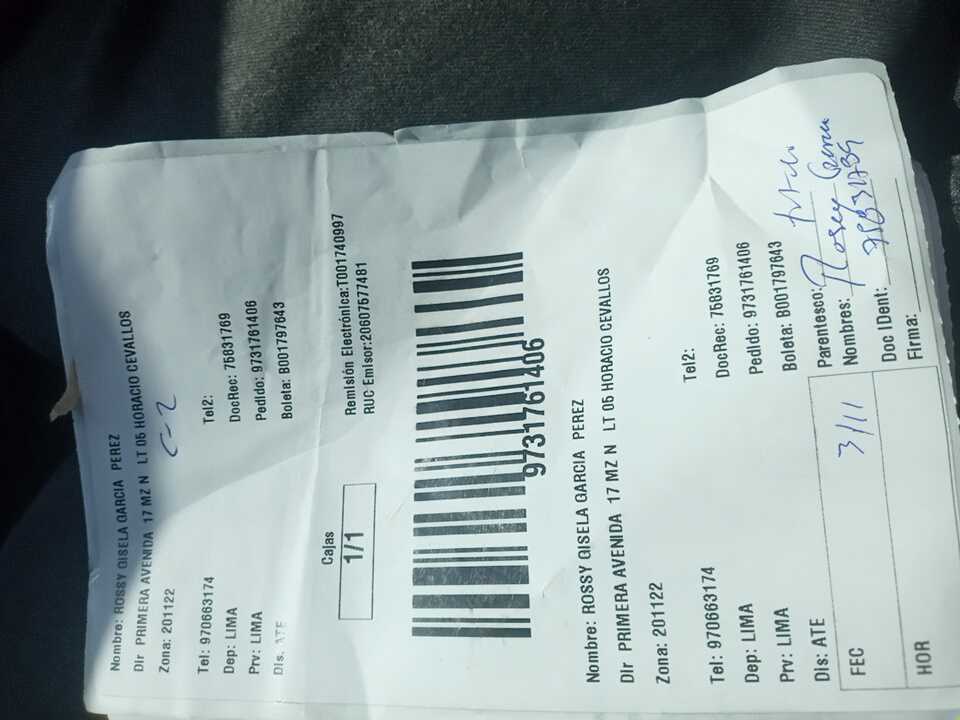 Nombre: ROSSY GISELA GARCIA PEREZ
Dir PRIMERA AVENIDA 17 MZ N LT 05 HORACIO CEVALLOS
Zona: 201122
C-2
Tel: 970663174
Tel2:
Dep: LIMA
DocRec: 75831769
Prv: LIMA
Pedido: 9731761406
Dis: ATE
Boleta: B001797643
Cajas
1/1
Remisión Electrónica:T001740997
RUC Emisor:20607577481
9731761406
Nombre: ROSSY GISELA GARCIA PEREZ
Dir PRIMERA AVENIDA 17 MZ N LT 05 HORACIO CEVALLOS
Zona: 201122
Tel: 970663174
Tel2:
Dep: LIMA
DocRec: 75831769
Prv: LIMA
Pedido: 9731761406
Dis: ATE
Boleta: B001797643
FEC 3/11
HOR
Parentesco:
Nombres:
Doc IDent:
Firma: